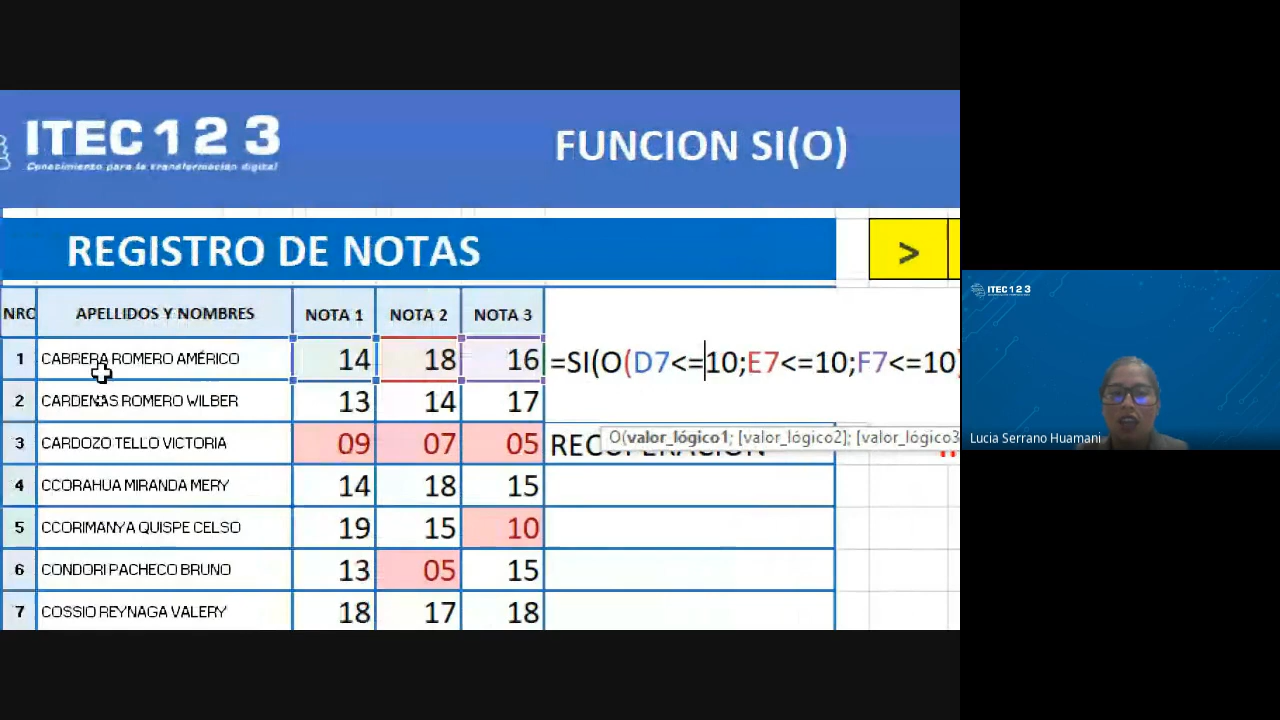 ITEC 1 2 3
Conocimiento para la transformación digital
FUNCION SI(O)
REGISTRO DE NOTAS
>
NRO APELLIDOS Y NOMBRES NOTA 1 NOTA 2 NOTA 3
1 CABRERA ROMERO AMÉRICO 14 18 16 =SI(O(D7<=10;E7<=10;F7<=10)
2 CARDENAS ROMERO WILBER 13 14 17
O(valor_lógico1; [valor_lógico2]; [valor_lógico3
3 CARDOZO TELLO VICTORIA 09 07 05 RECUPERACION
4 CCORAHUA MIRANDA MERY 14 18 15
5 CCORIMANYA QUISPE CELSO 19 15 10
6 CONDORI PACHECO BRUNO 13 05 15
7 COSSIO REYNAGA VALERY 18 17 18
ITEC 1 2 3
Lucia Serrano Huamani